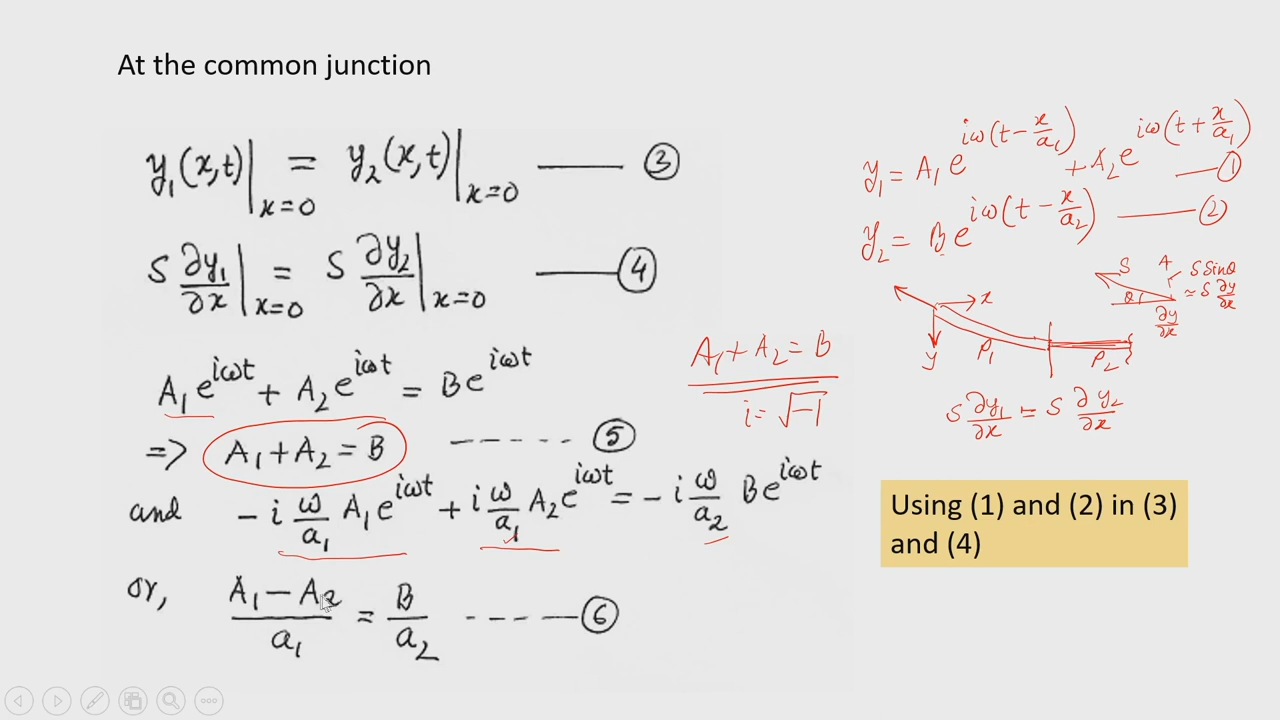 At the common junction
y₁(x,t)|ₓ₌₀ = y₂(x,t)|ₓ₌₀ —— ③
S ∂y₁/∂x|ₓ₌₀ = S ∂y₂/∂x|ₓ₌₀ —— ④
A₁e^{iωt} + A₂e^{iωt} = Be^{iωt}
=> A₁ + A₂ = B ------ ⑤
and - i ω/a₁ A₁e^{iωt} + i ω/a₁ A₂e^{iωt} = - i ω/a₂ Be^{iωt}
or, (A₁ - A₂)/a₁ = B/a₂ ------ ⑥
A₁ + A₂ = B
i = √-1
y₁ = A₁e^{iω(t - x/a₁)} + A₂e^{iω(t + x/a₁)} —— ①
y₂ = Be^{iω(t - x/a₂)} —— ②
S A S sinθ
θ ≈ S ∂y/∂x
∂y/∂x
x
y ρ₁ ρ₂
S ∂y₁/∂x = S ∂y₂/∂x
Using (1) and (2) in (3)
and (4)